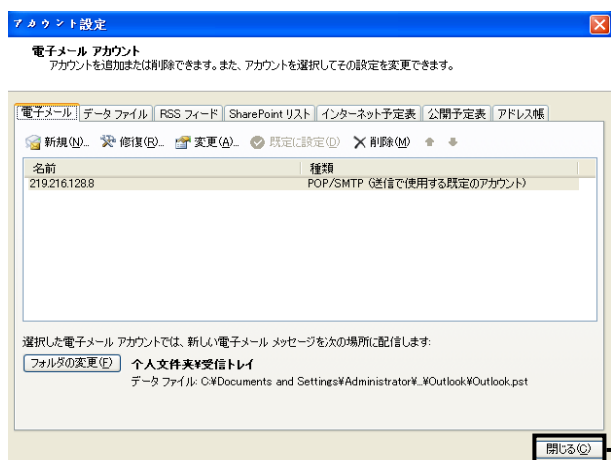 アカウント設定
電子メール アカウント
アカウントを追加または削除できます。また、アカウントを選択してその設定を変更できます。
電子メール データ ファイル RSS フィード SharePoint リスト インターネット予定表 公開予定表 アドレス帳
新規(N)... 修復(R)... 変更(A)... 既定に設定(D) 削除(M)
名前 種類
219.216.128.8 POP/SMTP (送信で使用する既定のアカウント)
選択した電子メール アカウントでは、新しい電子メール メッセージを次の場所に配信します:
フォルダの変更(F) 个人文件夹¥受信トレイ
データ ファイル: C:¥Documents and Settings¥Administrator¥...¥Outlook¥Outlook.pst
閉じる(C)